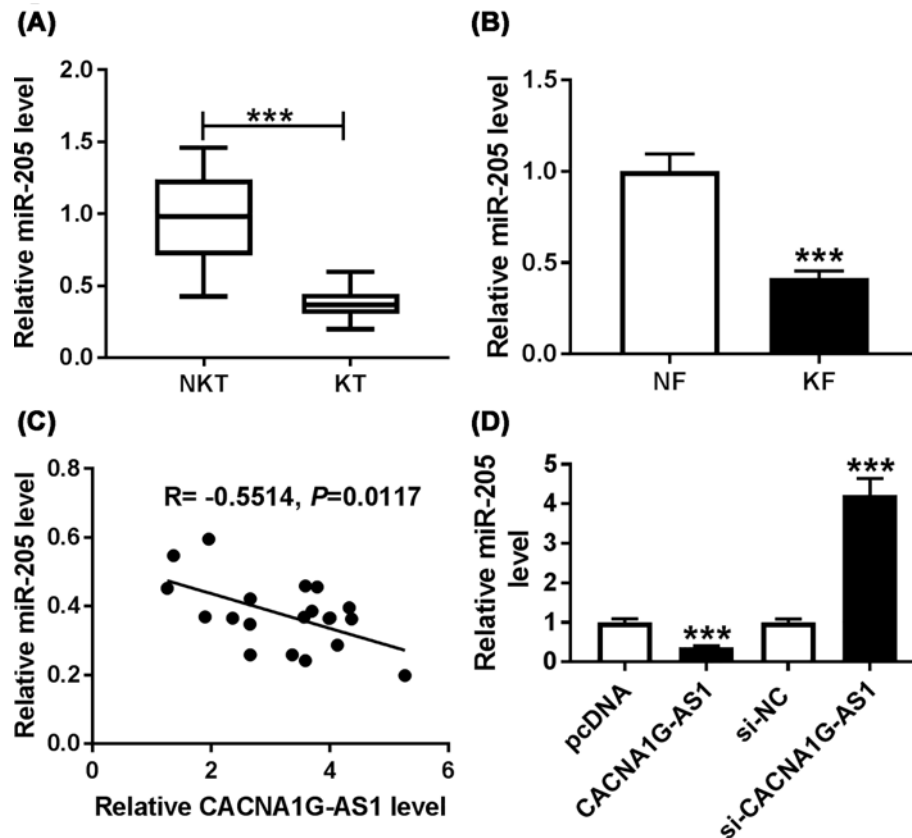 (A)
Relative miR-205 level
2.0
1.5
1.0
0.5
0.0
***
NKT
KT
(B)
Relative miR-205 level
1.5
1.0
0.5
0.0
***
NF
KF
(C)
Relative miR-205 level
0.8
0.6
0.4
0.2
0.0
R= -0.5514, P=0.0117
0
2
4
6
Relative CACNA1G-AS1 level
(D)
Relative miR-205
level
5
4
3
2
1
0
***
***
pcDNA
CACNA1G-AS1
si-NC
si-CACNA1G-AS1